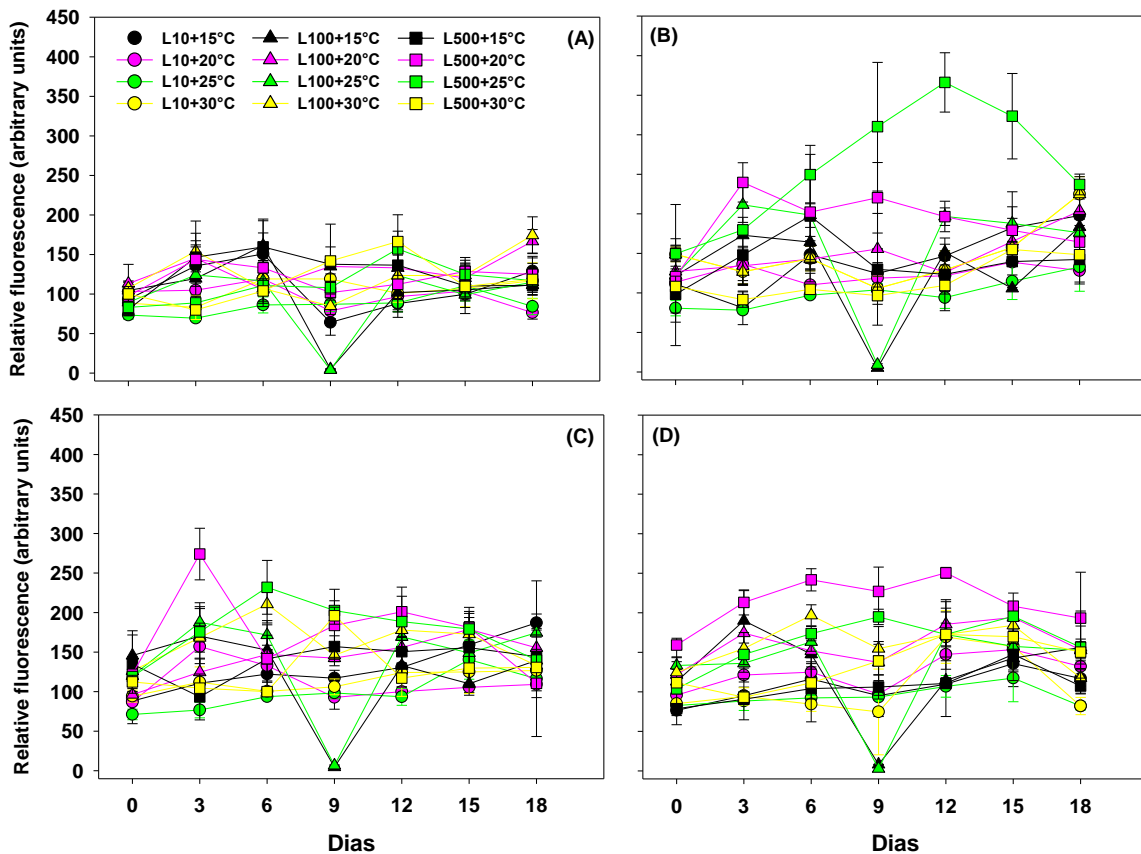 450
400
350
300
250
200
150
100
50
0
Relative fluorescence (arbitrary units)
L10+15°C L100+15°C L500+15°C
L10+20°C L100+20°C L500+20°C
L10+25°C L100+25°C L500+25°C
L10+30°C L100+30°C L500+30°C
(A)
(B)
450
400
350
300
250
200
150
100
50
0
Relative fluorescence (arbitrary units)
(C)
(D)
0 3 6 9 12 15 18
0 3 6 9 12 15 18
Dias
Dias